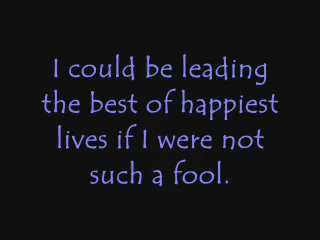 I could be leading
the best of happiest
lives if I were not
such a fool.